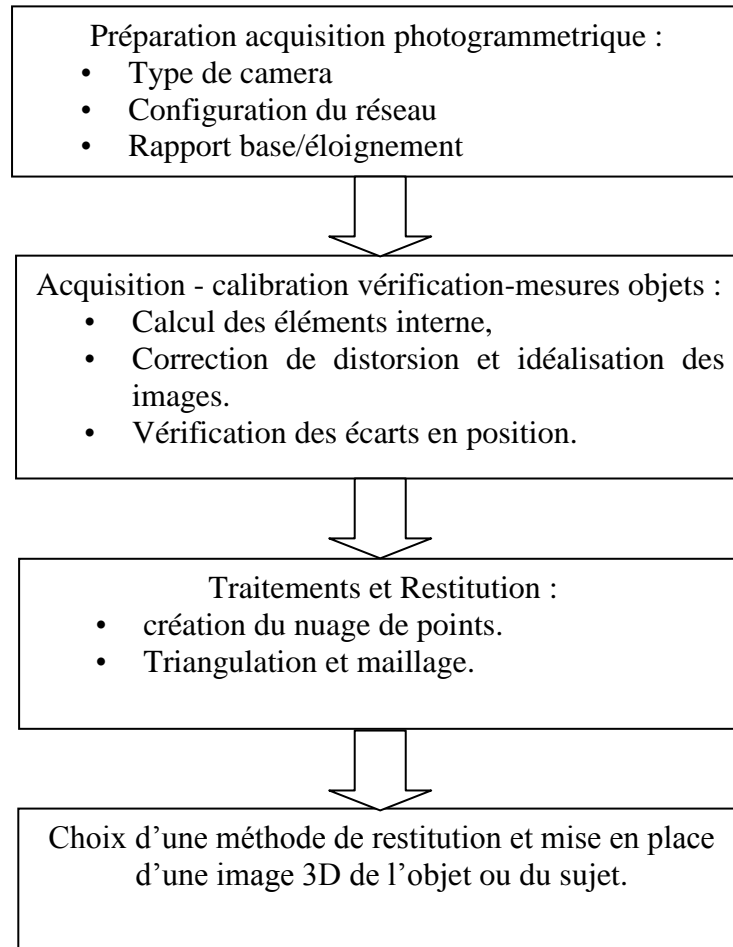 Préparation acquisition photogrammetrique :
• Type de camera
• Configuration du réseau
• Rapport base/éloignement
Acquisition - calibration vérification-mesures objets :
• Calcul des éléments interne,
• Correction de distorsion et idéalisation des
images.
• Vérification des écarts en position.
Traitements et Restitution :
• création du nuage de points.
• Triangulation et maillage.
Choix d’une méthode de restitution et mise en place
d’une image 3D de l’objet ou du sujet.